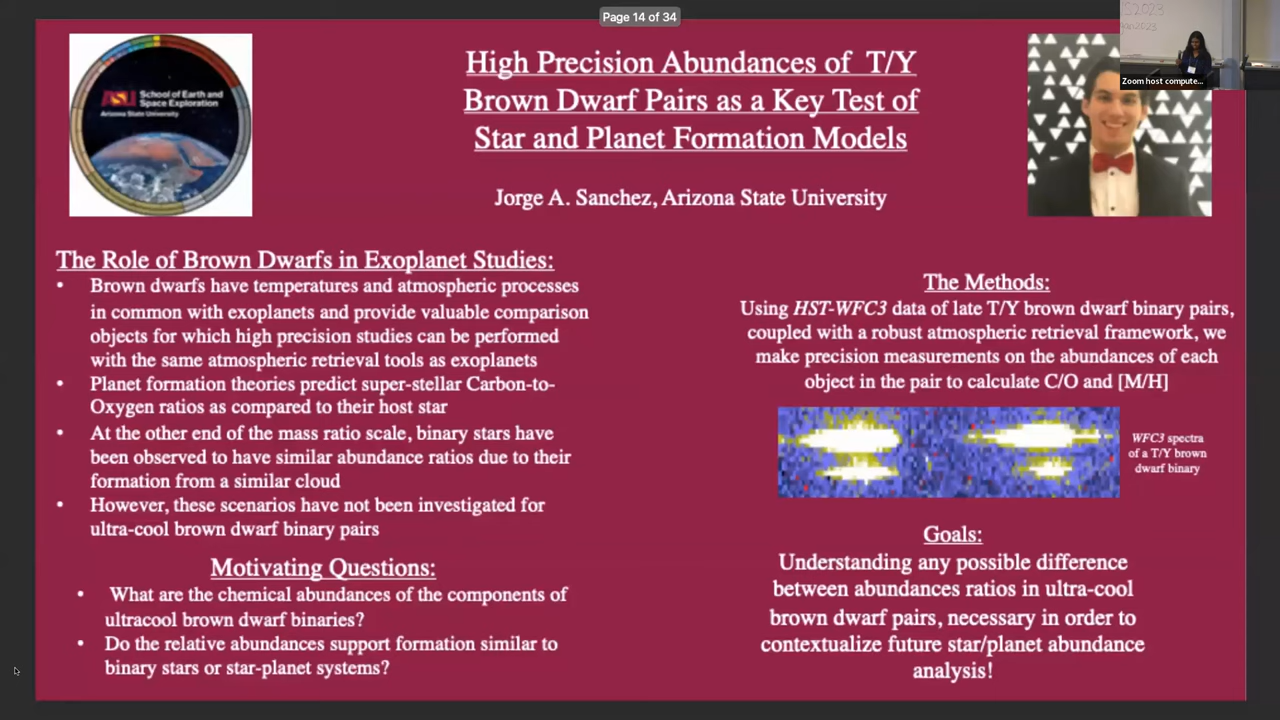 Page 14 of 34
JS2023
jan2023
Zoom host compute...
ASU School of Earth and
Space Exploration
Arizona State University
High Precision Abundances of T/Y
Brown Dwarf Pairs as a Key Test of
Star and Planet Formation Models
Jorge A. Sanchez, Arizona State University
The Role of Brown Dwarfs in Exoplanet Studies:
• Brown dwarfs have temperatures and atmospheric processes
in common with exoplanets and provide valuable comparison
objects for which high precision studies can be performed
with the same atmospheric retrieval tools as exoplanets
• Planet formation theories predict super-stellar Carbon-to-
Oxygen ratios as compared to their host star
• At the other end of the mass ratio scale, binary stars have
been observed to have similar abundance ratios due to their
formation from a similar cloud
• However, these scenarios have not been investigated for
ultra-cool brown dwarf binary pairs
Motivating Questions:
• What are the chemical abundances of the components of
ultracool brown dwarf binaries?
• Do the relative abundances support formation similar to
binary stars or star-planet systems?
The Methods:
Using HST-WFC3 data of late T/Y brown dwarf binary pairs,
coupled with a robust atmospheric retrieval framework, we
make precision measurements on the abundances of each
object in the pair to calculate C/O and [M/H]
WFC3 spectra
of a T/Y brown
dwarf binary
Goals:
Understanding any possible difference
between abundances ratios in ultra-cool
brown dwarf pairs, necessary in order to
contextualize future star/planet abundance
analysis!